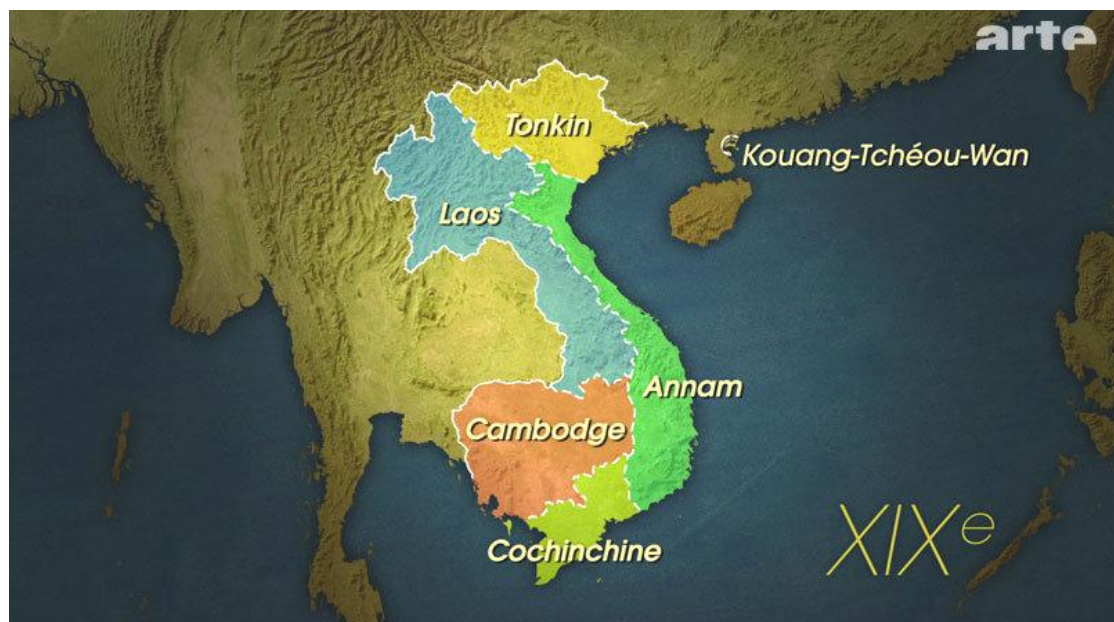 arte
Tonkin
Kouang-Tchéou-Wan
Laos
Annam
Cambodge
Cochinchine
XIXe